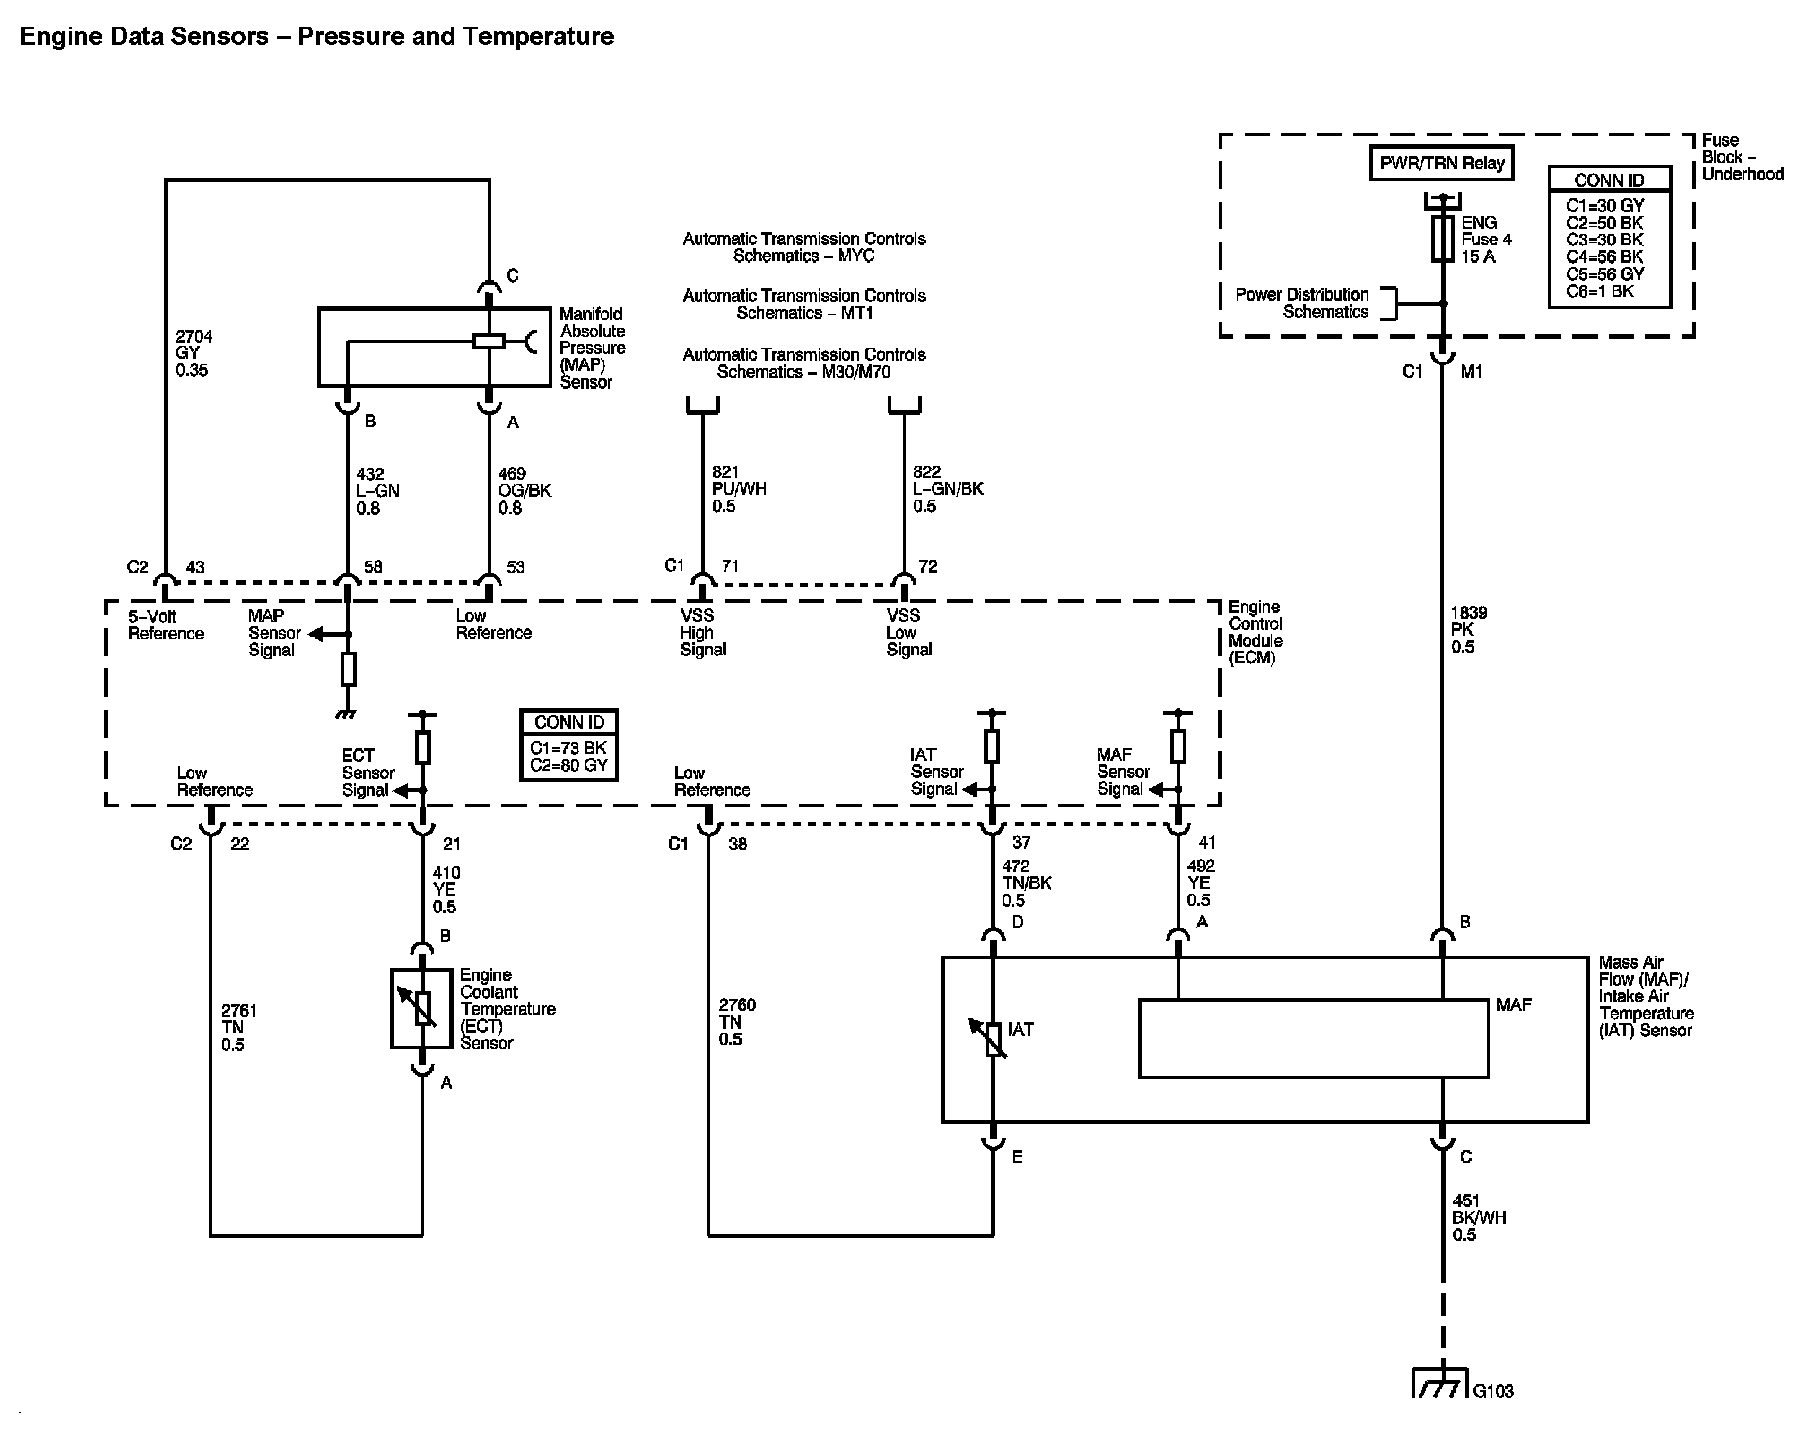 Engine Data Sensors – Pressure and Temperature
Fuse
Block –
Underhood
PWR/TRN Relay
CONN ID
C1=30 GY
C2=50 BK
C3=30 BK
C4=56 BK
C5=56 GY
C6=1 BK
ENG
Fuse 4
15 A
Power Distribution
Schematics
C1
M1
Automatic Transmission Controls
Schematics – MYC
Automatic Transmission Controls
Schematics – MT1
Automatic Transmission Controls
Schematics – M30/M70
C
Manifold
Absolute
Pressure
(MAP)
Sensor
2704
GY
0.35
B
A
432
L–GN
0.8
469
OG/BK
0.8
821
PU/WH
0.5
822
L–GN/BK
0.5
C2
43
58
53
C1
71
72
5–Volt
Reference
MAP
Sensor
Signal
Low
Reference
VSS
High
Signal
VSS
Low
Signal
Engine
Control
Module
(ECM)
1839
PK
0.5
CONN ID
C1=73 BK
C2=80 GY
Low
Reference
ECT
Sensor
Signal
Low
Reference
IAT
Sensor
Signal
MAF
Sensor
Signal
C2
22
21
C1
38
37
41
410
YE
0.5
472
TN/BK
0.5
492
YE
0.5
B
D
A
B
Engine
Coolant
Temperature
(ECT)
Sensor
A
2761
TN
0.5
2760
TN
0.5
IAT
MAF
Mass Air
Flow (MAF)/
Intake Air
Temperature
(IAT) Sensor
E
C
451
BK/WH
0.5
G103